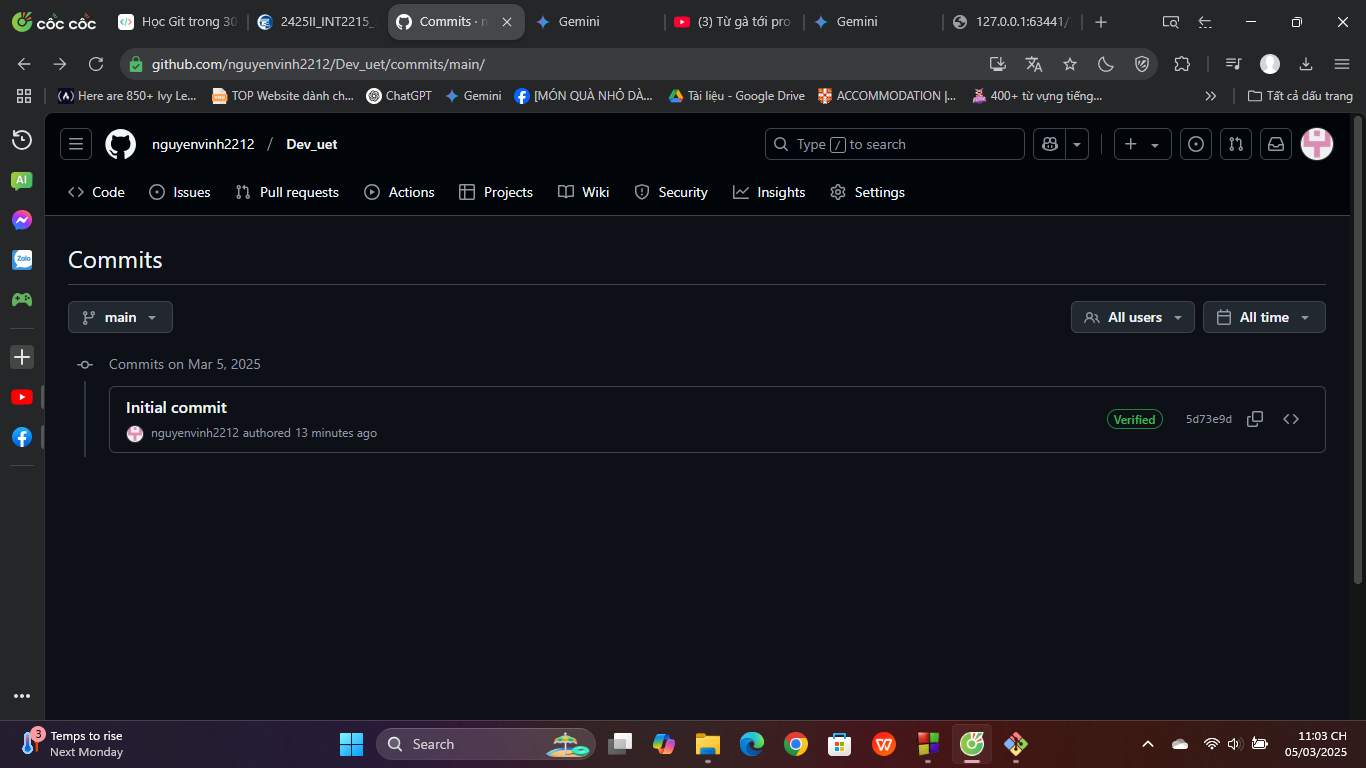 cốc cốc
Học Git trong 30
2425II_INT2215_
Commits · n
Gemini
(3) Từ gà tới pro
Gemini
127.0.0.1:63441/
github.com/nguyenvinh2212/Dev_uet/commits/main/
Here are 850+ Ivy Le...
TOP Website dành ch...
ChatGPT
Gemini
[MÓN QUÀ NHỎ DÀ...
Tài liệu - Google Drive
ACCOMMODATION |...
400+ từ vựng tiếng...
Tất cả dấu trang
AI
Zalo
nguyenvinh2212 / Dev_uet
Type / to search
Code
Issues
Pull requests
Actions
Projects
Wiki
Security
Insights
Settings
Commits
main
All users
All time
Commits on Mar 5, 2025
Initial commit
Verified
5d73e9d
nguyenvinh2212 authored 13 minutes ago
3
Temps to rise
Next Monday
Search
11:03 CH
05/03/2025